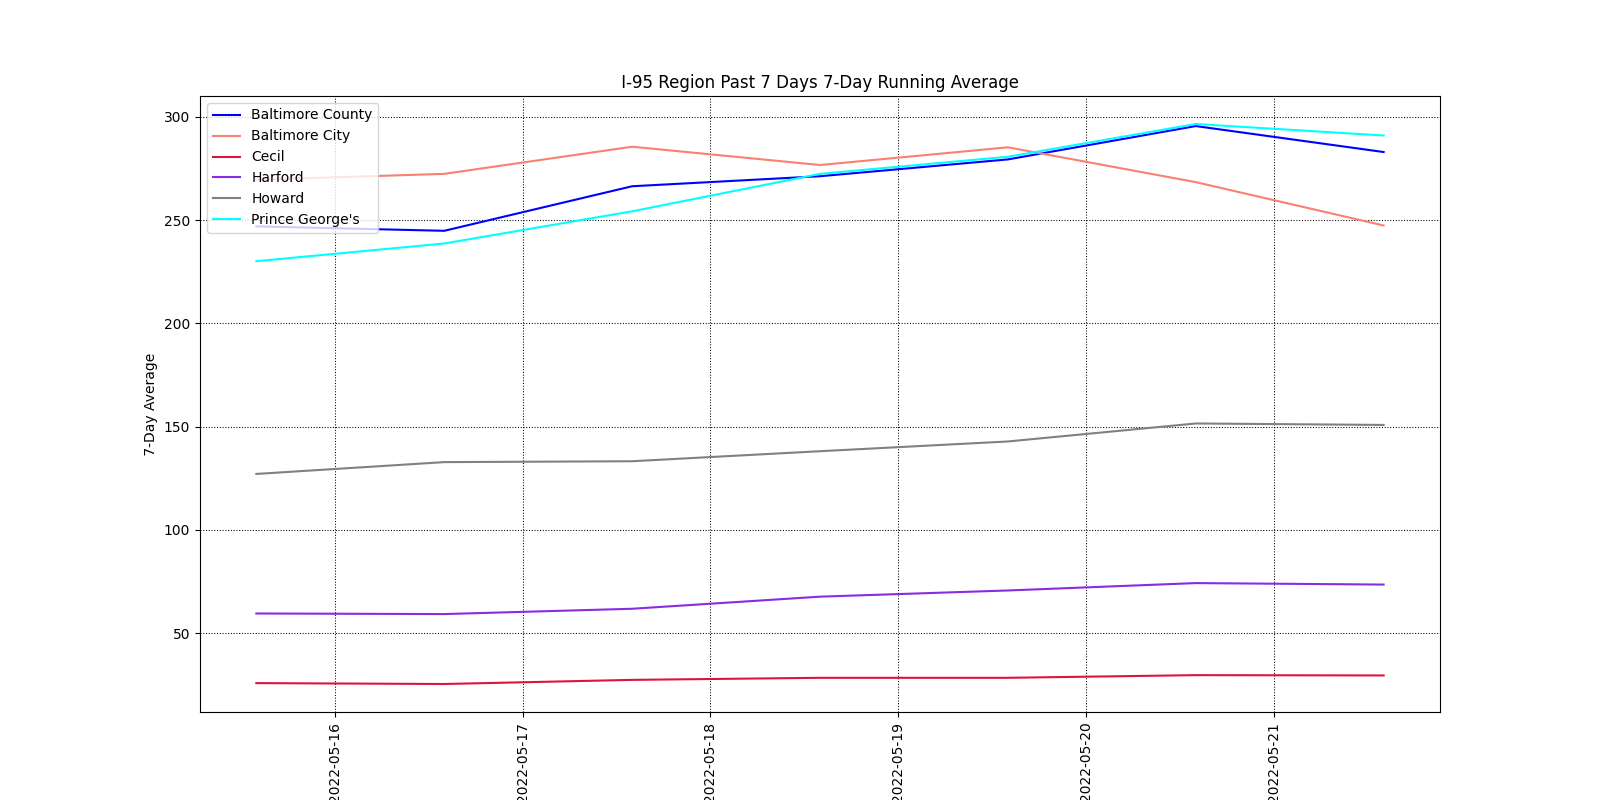 I-95 Region Past 7 Days 7-Day Running Average
Baltimore County
Baltimore City
Cecil
Harford
Howard
Prince George's
300
250
200
150
100
50
7-Day Average
2022-05-16
2022-05-17
2022-05-18
2022-05-19
2022-05-20
2022-05-21